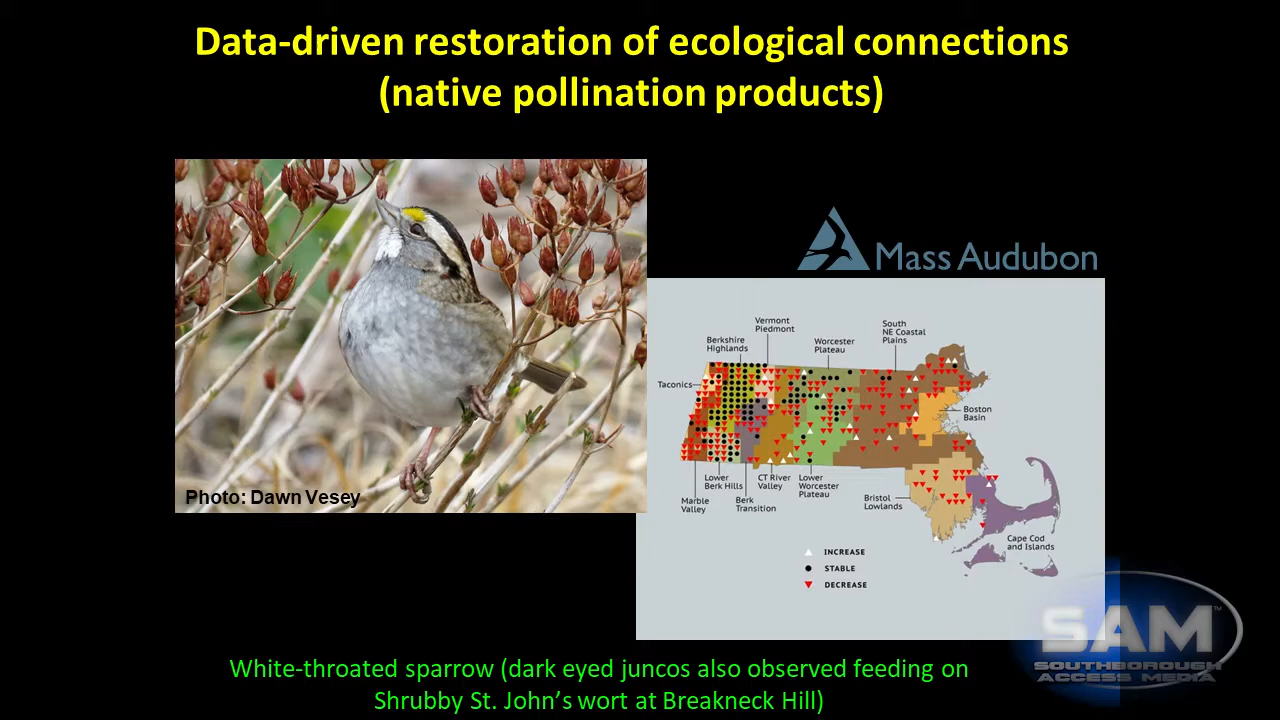 Data-driven restoration of ecological connections
(native pollination products)
Mass Audubon
Photo: Dawn Vesey
Vermont
Piedmont
South
NE Coastal
Plains
Berkshire
Highlands
Worcester
Plateau
Taconics
Boston
Basin
Lower
Berk Hills
CT River
Valley
Lower
Worcester
Plateau
Marble
Valley
Berk
Transition
Bristol
Lowlands
Cape Cod
and Islands
INCREASE
STABLE
DECREASE
White-throated sparrow (dark eyed juncos also observed feeding on
Shrubby St. John’s wort at Breakneck Hill)
SAM™
SOUTHBOROUGH
ACCESS MEDIA